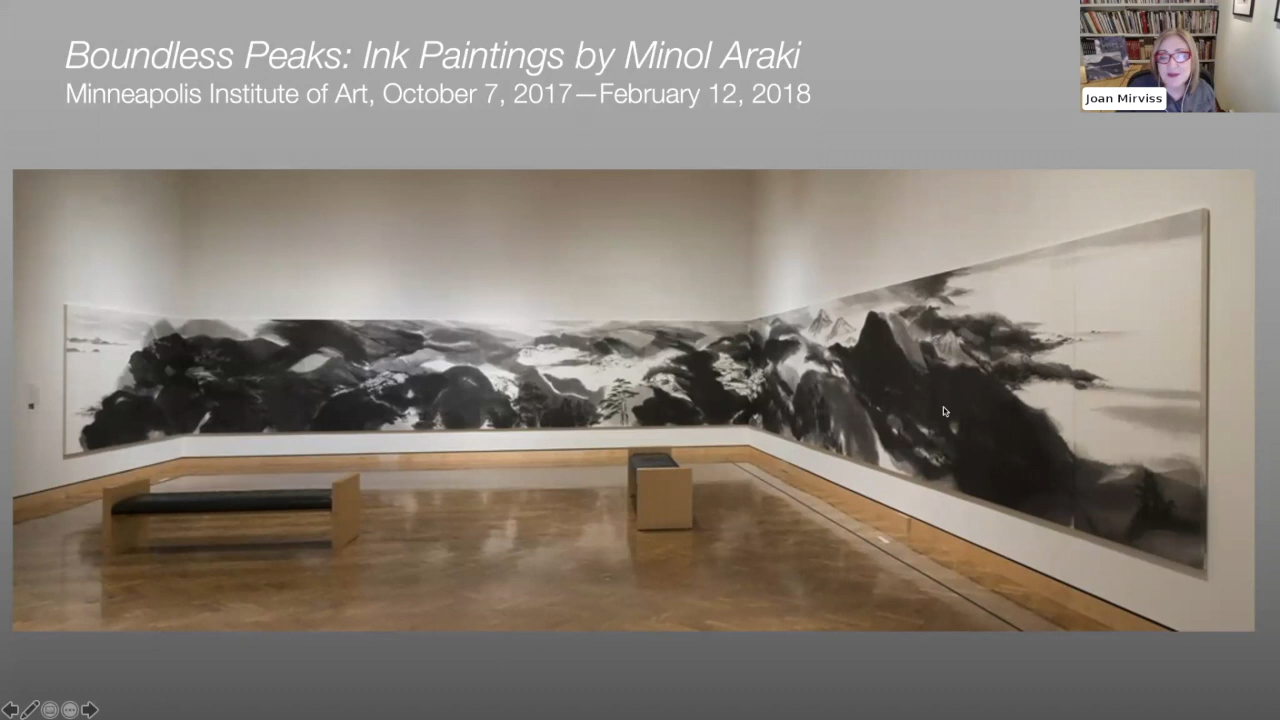 Boundless Peaks: Ink Paintings by Minol Araki
Minneapolis Institute of Art, October 7, 2017—February 12, 2018
Joan Mirviss